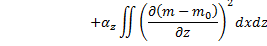 +α_z ∬ (∂(m − m_0)/∂z)^2 dxdz